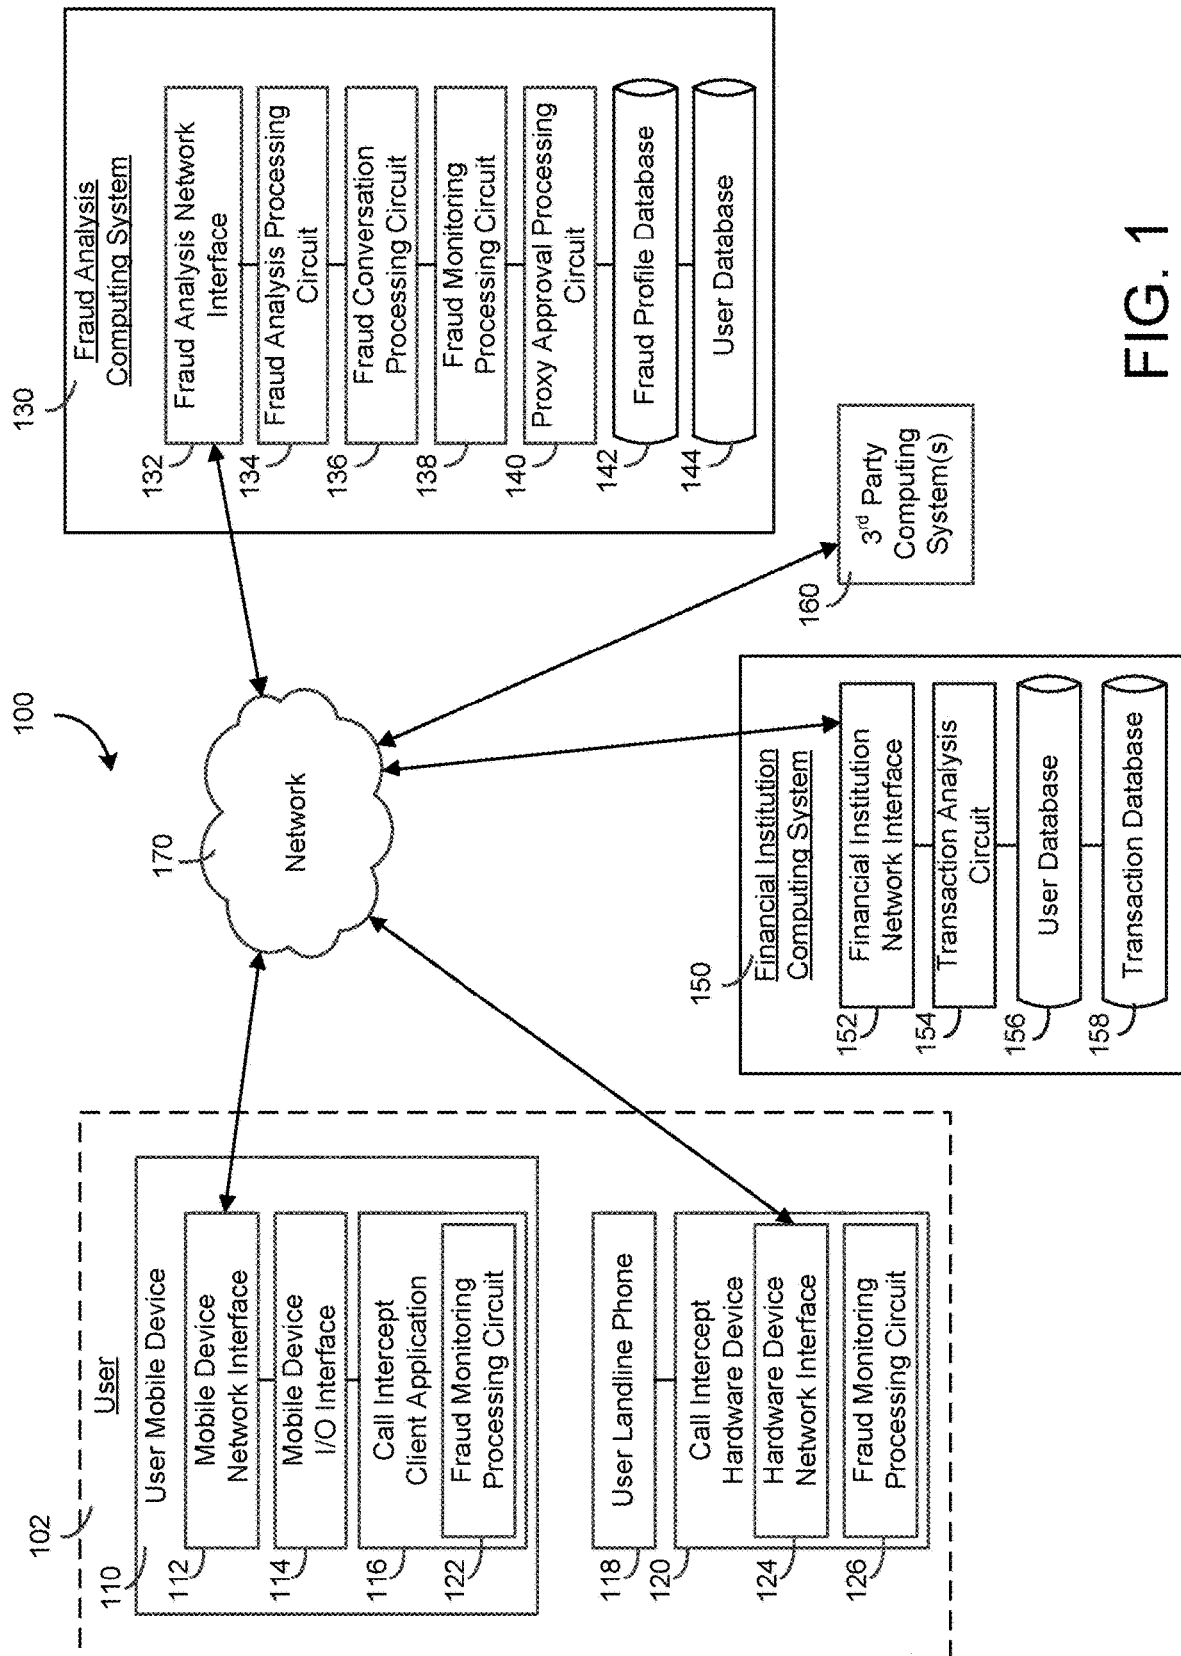 100
102
User
110
User Mobile Device
112
Mobile Device
Network Interface
114
Mobile Device
I/O Interface
116
Call Intercept
Client Application
122
Fraud Monitoring
Processing Circuit
118
User Landline Phone
120
Call Intercept
Hardware Device
124
Hardware Device
Network Interface
126
Fraud Monitoring
Processing Circuit
170
Network
130
Fraud Analysis
Computing System
132
Fraud Analysis Network
Interface
134
Fraud Analysis Processing
Circuit
136
Fraud Conversation
Processing Circuit
138
Fraud Monitoring
Processing Circuit
140
Proxy Approval Processing
Circuit
142
Fraud Profile Database
144
User Database
150
Financial Institution
Computing System
152
Financial Institution
Network Interface
154
Transaction Analysis
Circuit
156
User Database
158
Transaction Database
160
3rd Party
Computing
System(s)
FIG. 1